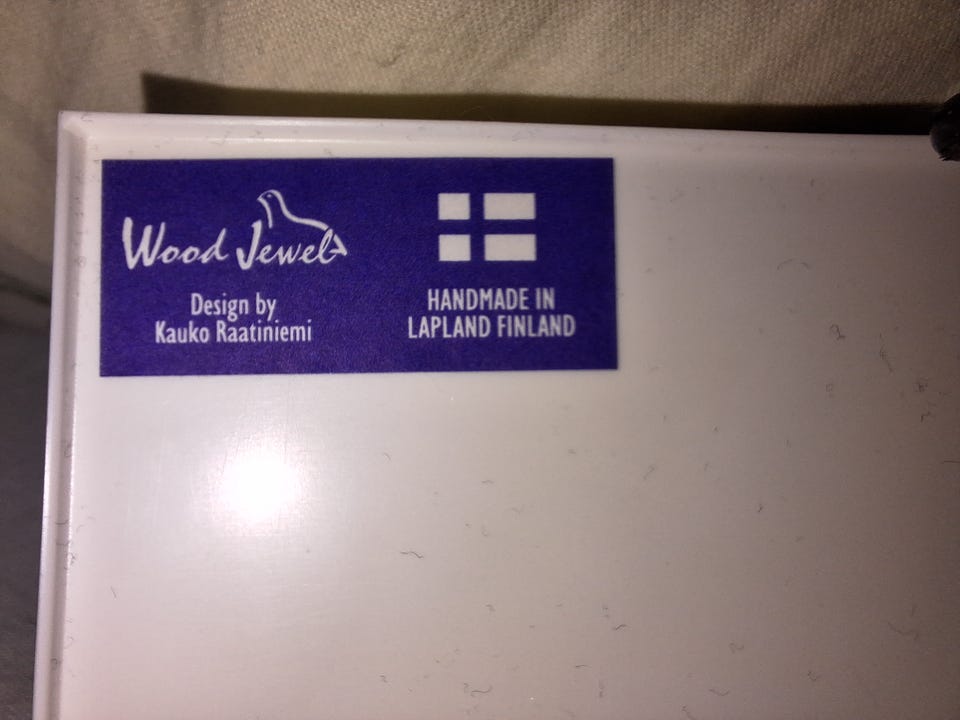 Wood Jewel
Design by
Kauko Raatiniemi
HANDMADE IN
LAPLAND FINLAND